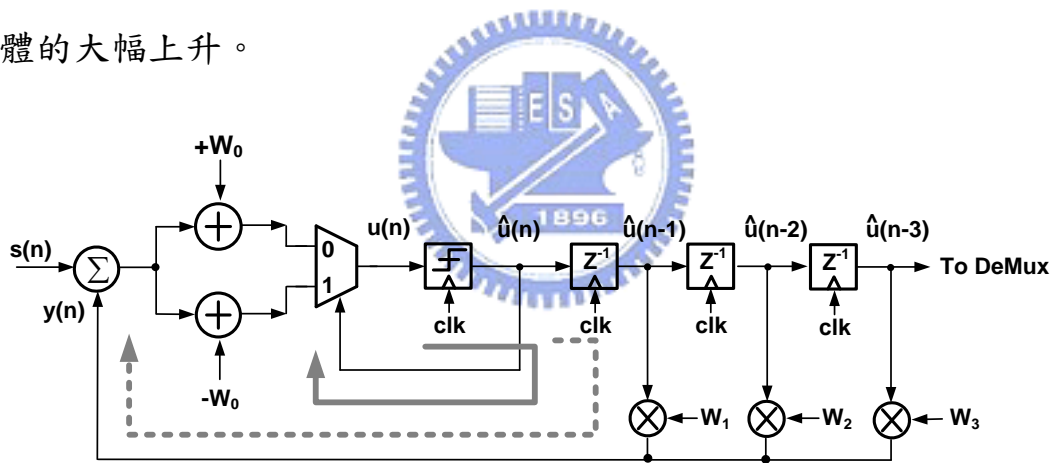 體的大幅上升。
E S A
1896
+W₀
s(n)
Σ
y(n)
+
+
-W₀
0
1
u(n)
clk
û(n)
Z⁻¹
clk
û(n-1)
Z⁻¹
clk
û(n-2)
Z⁻¹
clk
û(n-3)
To DeMux
W₁
W₂
W₃